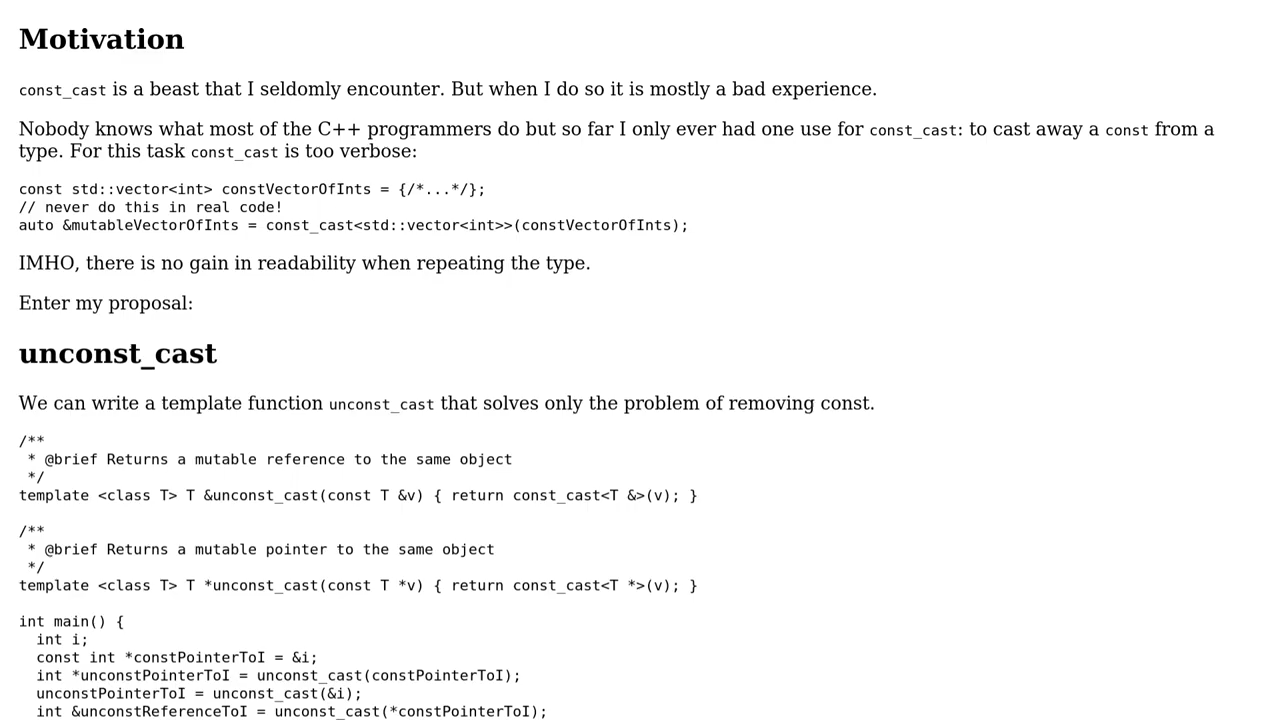 Motivation
const_cast is a beast that I seldomly encounter. But when I do so it is mostly a bad experience.
Nobody knows what most of the C++ programmers do but so far I only ever had one use for const_cast: to cast away a const from a
type. For this task const_cast is too verbose:
const std::vector<int> constVectorOfInts = {/*...*/};
// never do this in real code!
auto &mutableVectorOfInts = const_cast<std::vector<int>>(constVectorOfInts);
IMHO, there is no gain in readability when repeating the type.
Enter my proposal:
unconst_cast
We can write a template function unconst_cast that solves only the problem of removing const.
/**
 * @brief Returns a mutable reference to the same object
 */
template <class T> T &unconst_cast(const T &v) { return const_cast<T &>(v); }
/**
 * @brief Returns a mutable pointer to the same object
 */
template <class T> T *unconst_cast(const T *v) { return const_cast<T *>(v); }
int main() {
  int i;
  const int *constPointerToI = &i;
  int *unconstPointerToI = unconst_cast(constPointerToI);
  unconstPointerToI = unconst_cast(&i);
  int &unconstReferenceToI = unconst_cast(*constPointerToI);